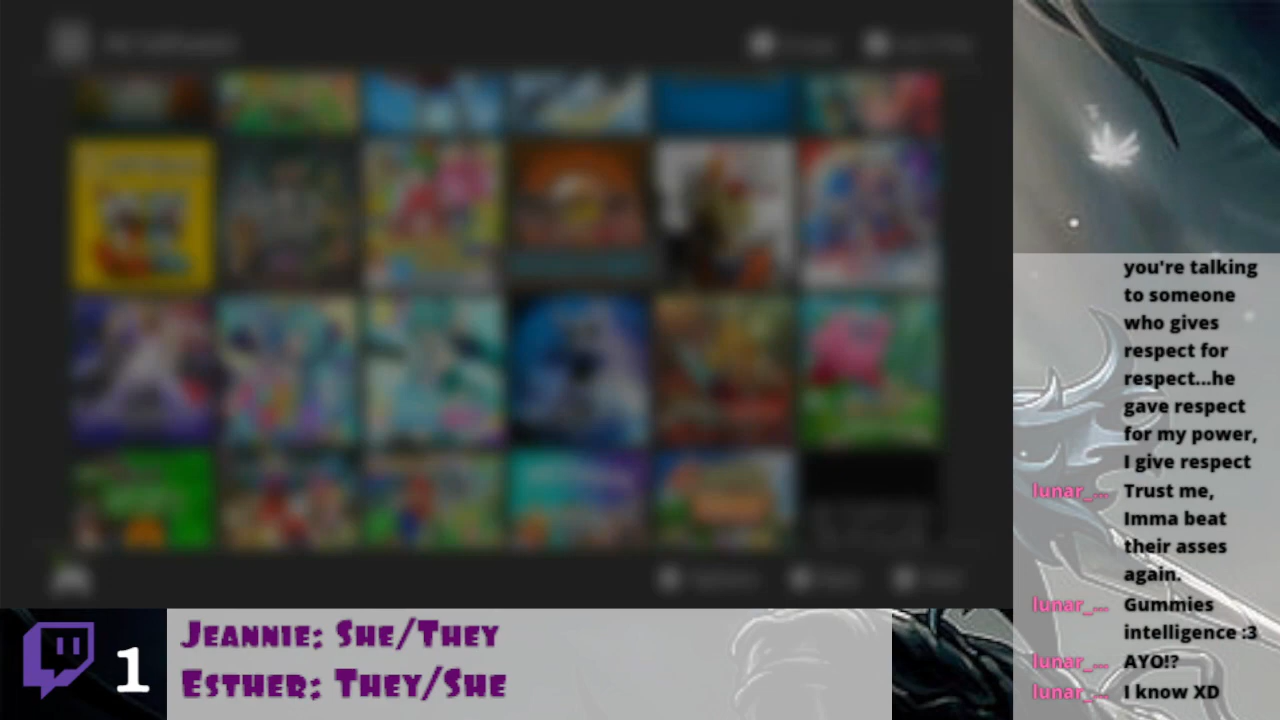 you're talking
to someone
who gives
respect for
respect...he
gave respect
for my power,
I give respect
lunar_... Trust me,
Imma beat
their asses
again.
lunar_... Gummies
intelligence :3
lunar_... AYO!?
lunar_... I know XD
1
Jeannie: She/They
Esther: They/She